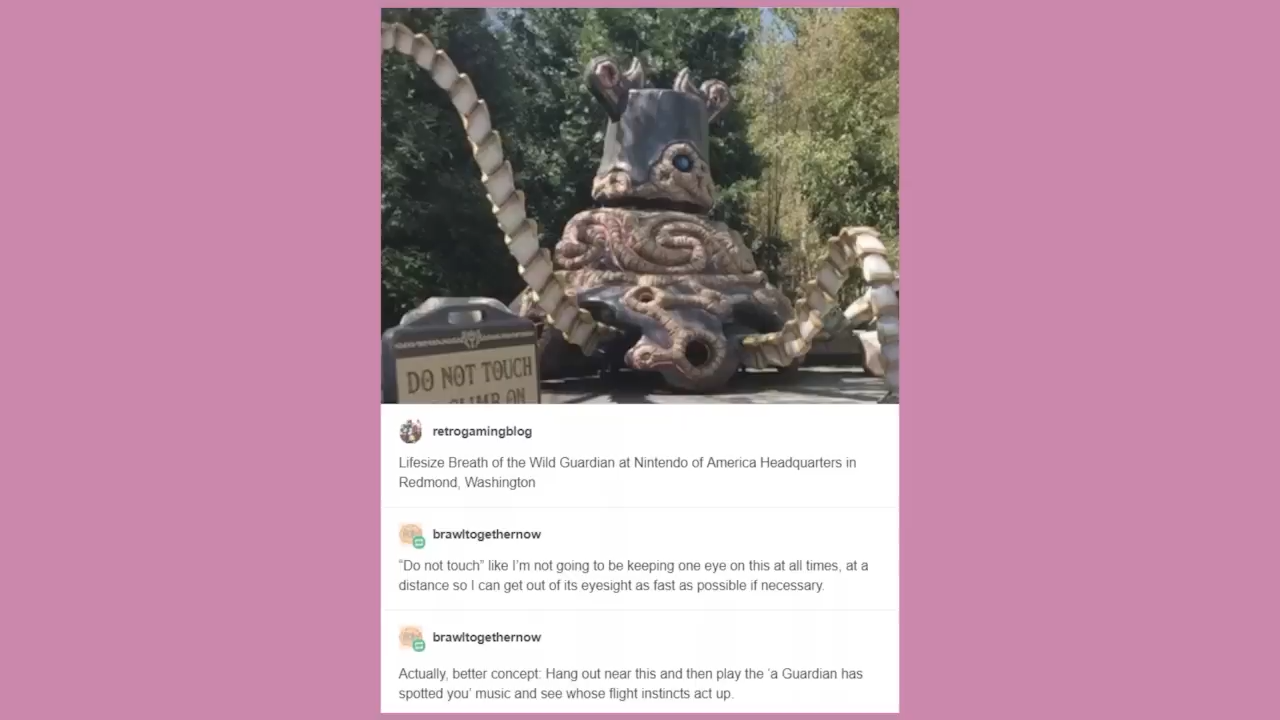 DO NOT TOUCH
CLIMB ON
retrogamingblog
Lifesize Breath of the Wild Guardian at Nintendo of America Headquarters in
Redmond, Washington
brawltogethernow
“Do not touch” like I’m not going to be keeping one eye on this at all times, at a
distance so I can get out of its eyesight as fast as possible if necessary.
brawltogethernow
Actually, better concept: Hang out near this and then play the ‘a Guardian has
spotted you’ music and see whose flight instincts act up.